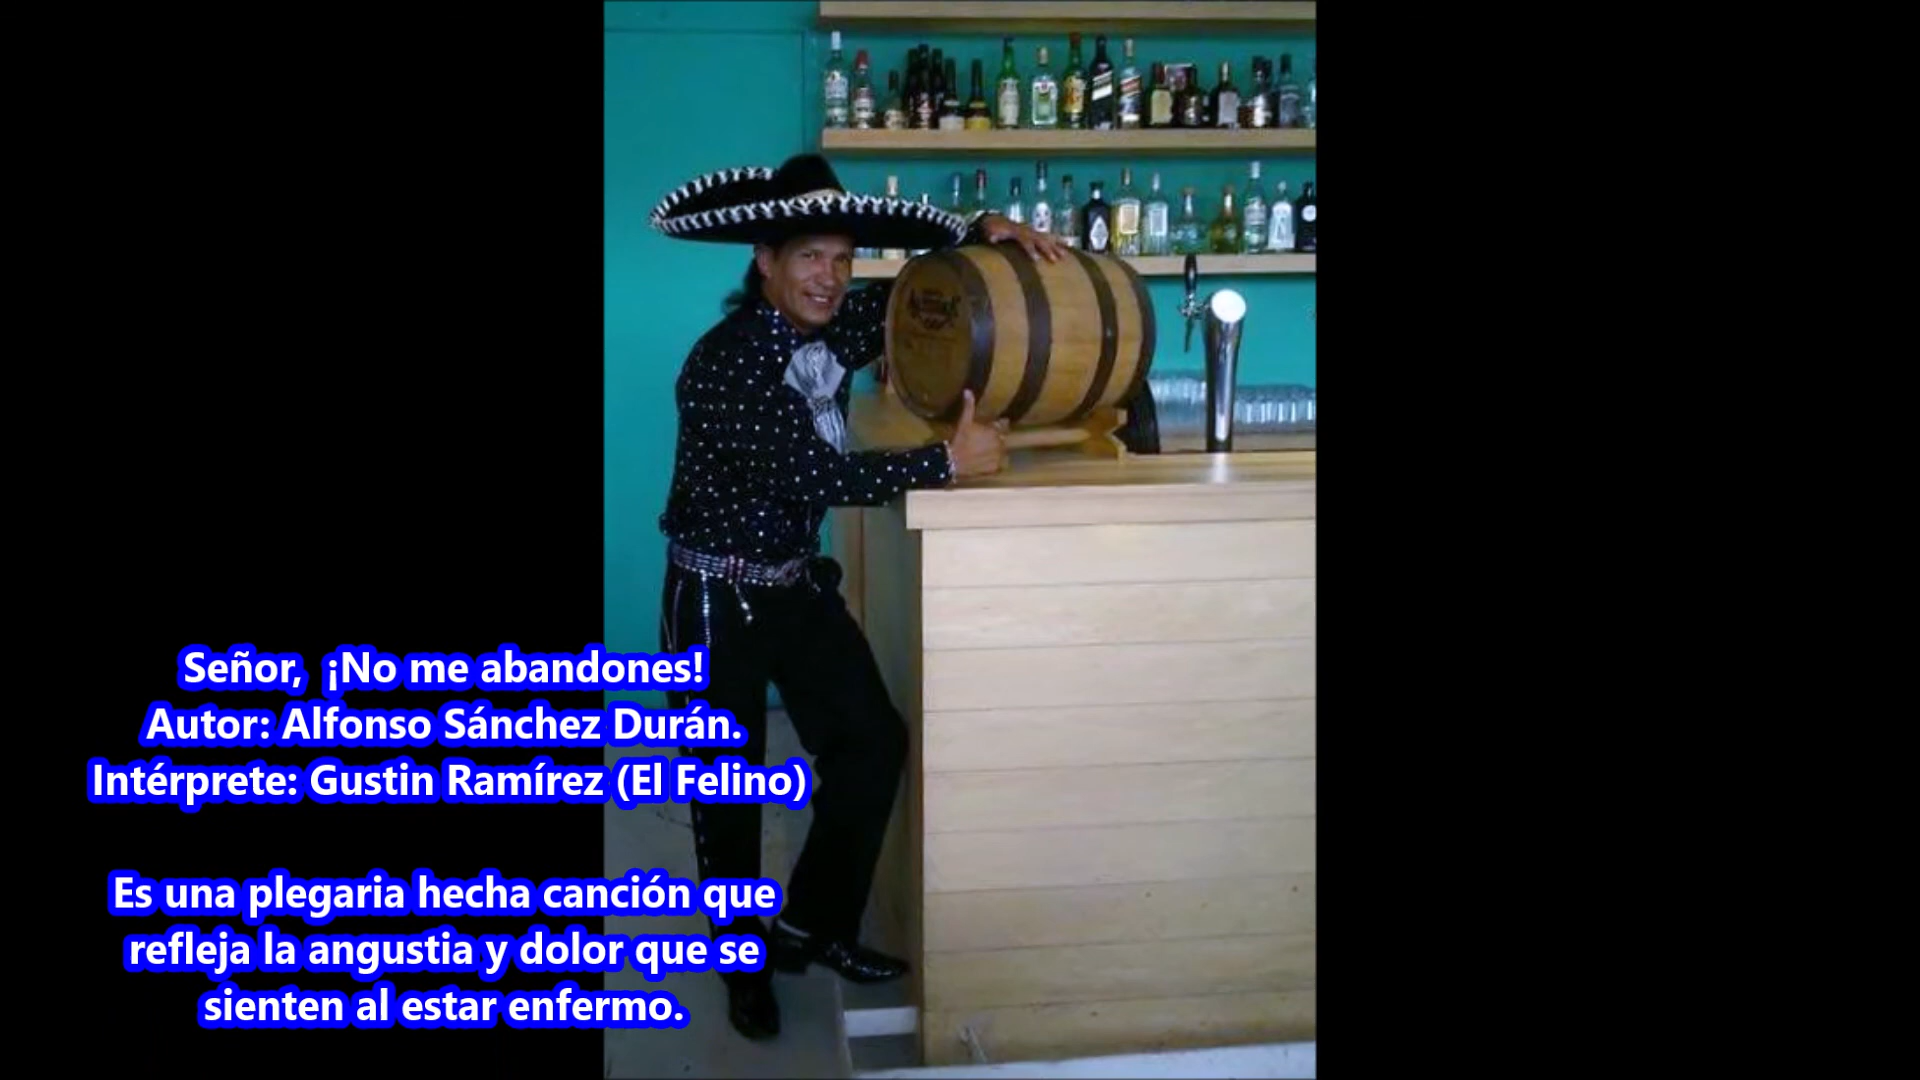 Señor,  ¡No me abandones!
Autor: Alfonso Sánchez Durán.
Intérprete: Gustin Ramírez (El Felino)
Es una plegaria hecha canción que
refleja la angustia y dolor que se
sienten al estar enfermo.